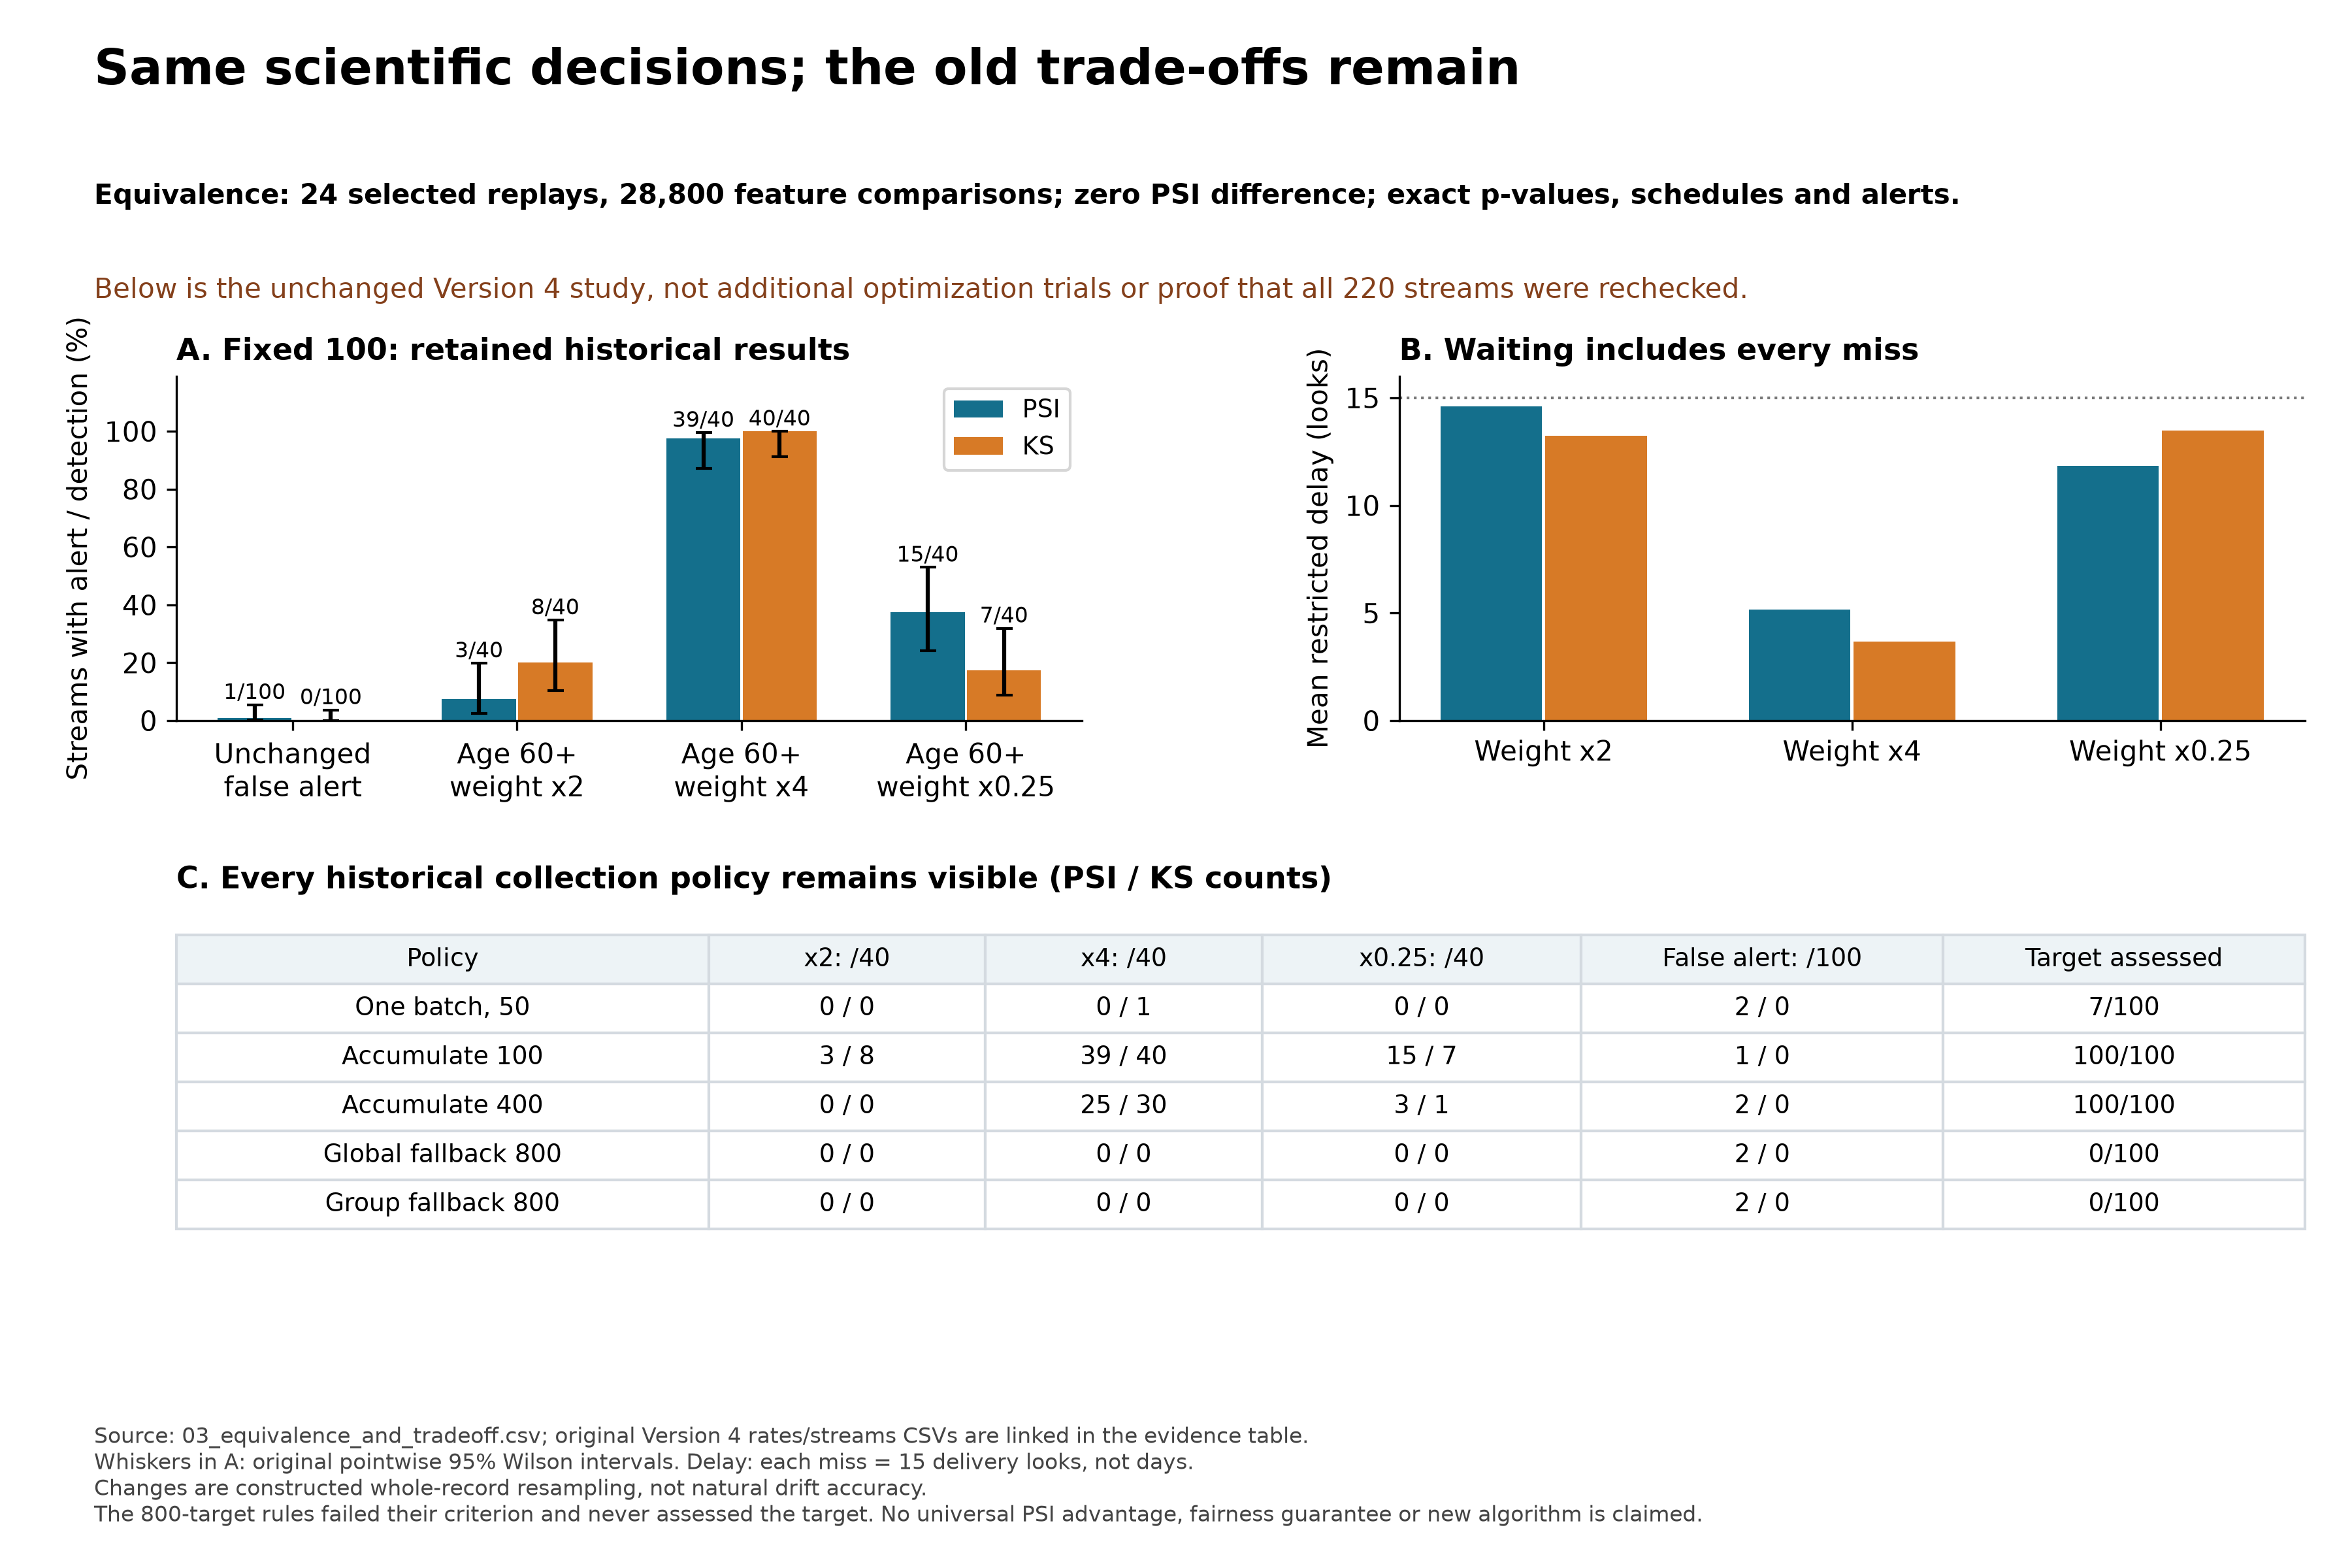 Same scientific decisions; the old trade-offs remain
Equivalence: 24 selected replays, 28,800 feature comparisons; zero PSI difference; exact p-values, schedules and alerts.
Below is the unchanged Version 4 study, not additional optimization trials or proof that all 220 streams were rechecked.
A. Fixed 100: retained historical results
Streams with alert / detection (%)
100
80
60
40
20
0
1/100
0/100
3/40
8/40
39/40
40/40
15/40
7/40
PSI
KS
Unchanged
false alert
Age 60+
weight x2
Age 60+
weight x4
Age 60+
weight x0.25
B. Waiting includes every miss
Mean restricted delay (looks)
15
10
5
0
Weight x2
Weight x4
Weight x0.25
C. Every historical collection policy remains visible (PSI / KS counts)
Policy x2: /40 x4: /40 x0.25: /40 False alert: /100 Target assessed
One batch, 50 0 / 0 0 / 1 0 / 0 2 / 0 7/100
Accumulate 100 3 / 8 39 / 40 15 / 7 1 / 0 100/100
Accumulate 400 0 / 0 25 / 30 3 / 1 2 / 0 100/100
Global fallback 800 0 / 0 0 / 0 0 / 0 2 / 0 0/100
Group fallback 800 0 / 0 0 / 0 0 / 0 2 / 0 0/100
Source: 03_equivalence_and_tradeoff.csv; original Version 4 rates/streams CSVs are linked in the evidence table.
Whiskers in A: original pointwise 95% Wilson intervals. Delay: each miss = 15 delivery looks, not days.
Changes are constructed whole-record resampling, not natural drift accuracy.
The 800-target rules failed their criterion and never assessed the target. No universal PSI advantage, fairness guarantee or new algorithm is claimed.